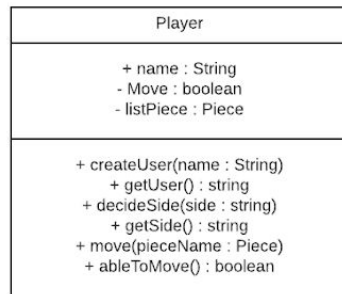 Player
+ name : String
- Move : boolean
- listPiece : Piece
+ createUser(name : String)
+ getUser() : string
+ decideSide(side : string)
+ getSide() : string
+ move(pieceName : Piece)
+ ableToMove() : boolean